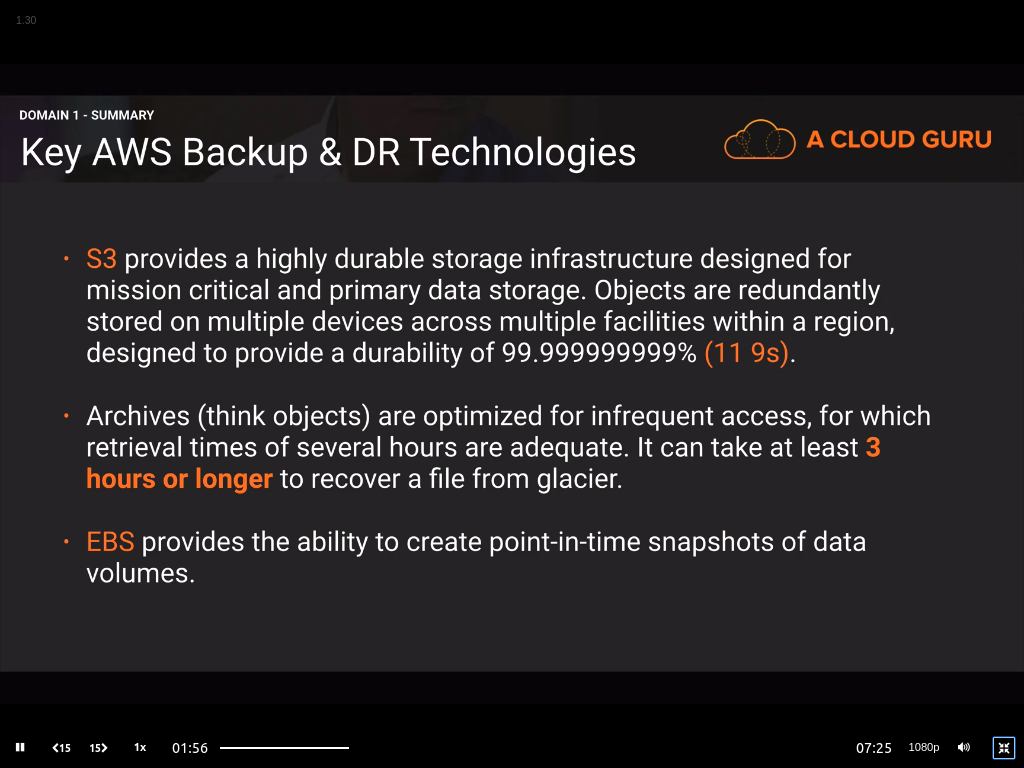 1.30
DOMAIN 1 - SUMMARY
Key AWS Backup & DR Technologies
A CLOUD GURU
• S3 provides a highly durable storage infrastructure designed for
mission critical and primary data storage. Objects are redundantly
stored on multiple devices across multiple facilities within a region,
designed to provide a durability of 99.999999999% (11 9s).
• Archives (think objects) are optimized for infrequent access, for which
retrieval times of several hours are adequate. It can take at least 3
hours or longer to recover a file from glacier.
• EBS provides the ability to create point-in-time snapshots of data
volumes.
15 15 1x 01:56 07:25 1080p